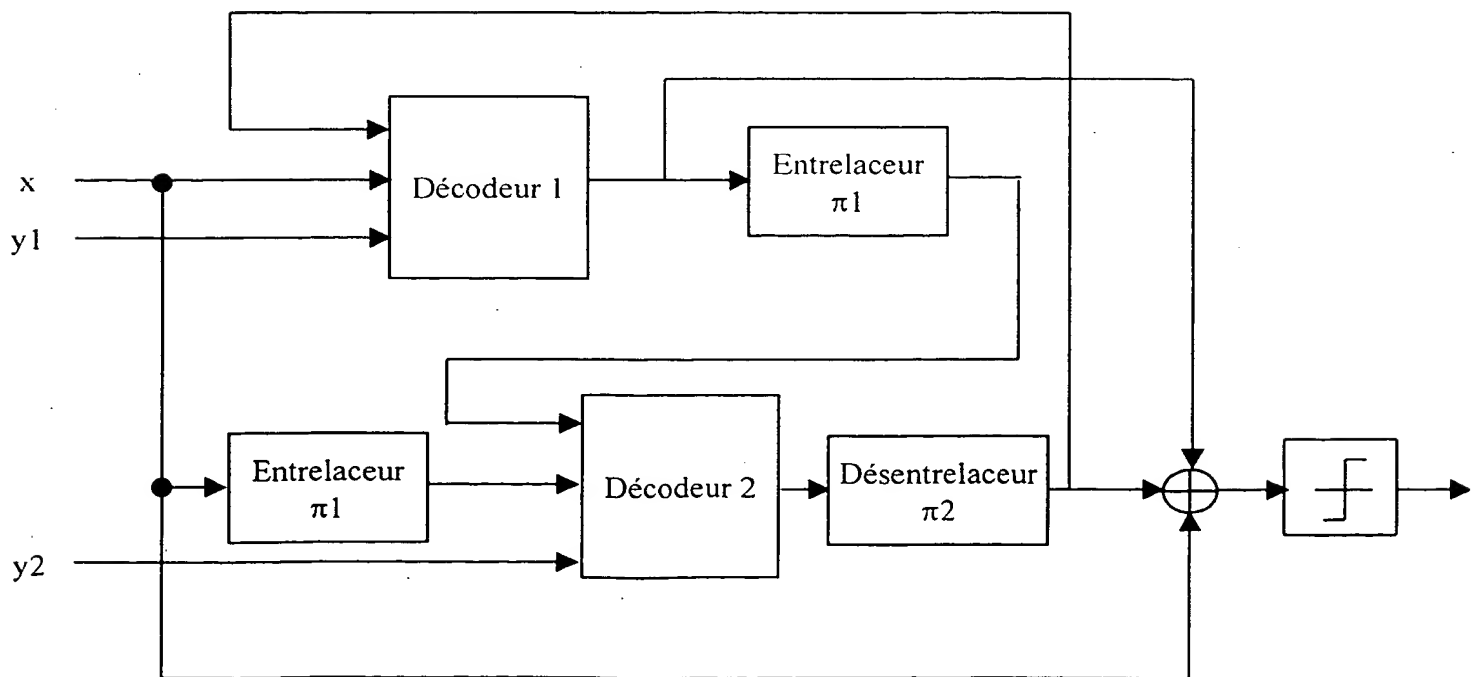 x
y1
Décodeur 1
Entrelaceur
π1
Entrelaceur
π1
y2
Décodeur 2
Désentrelaceur
π2